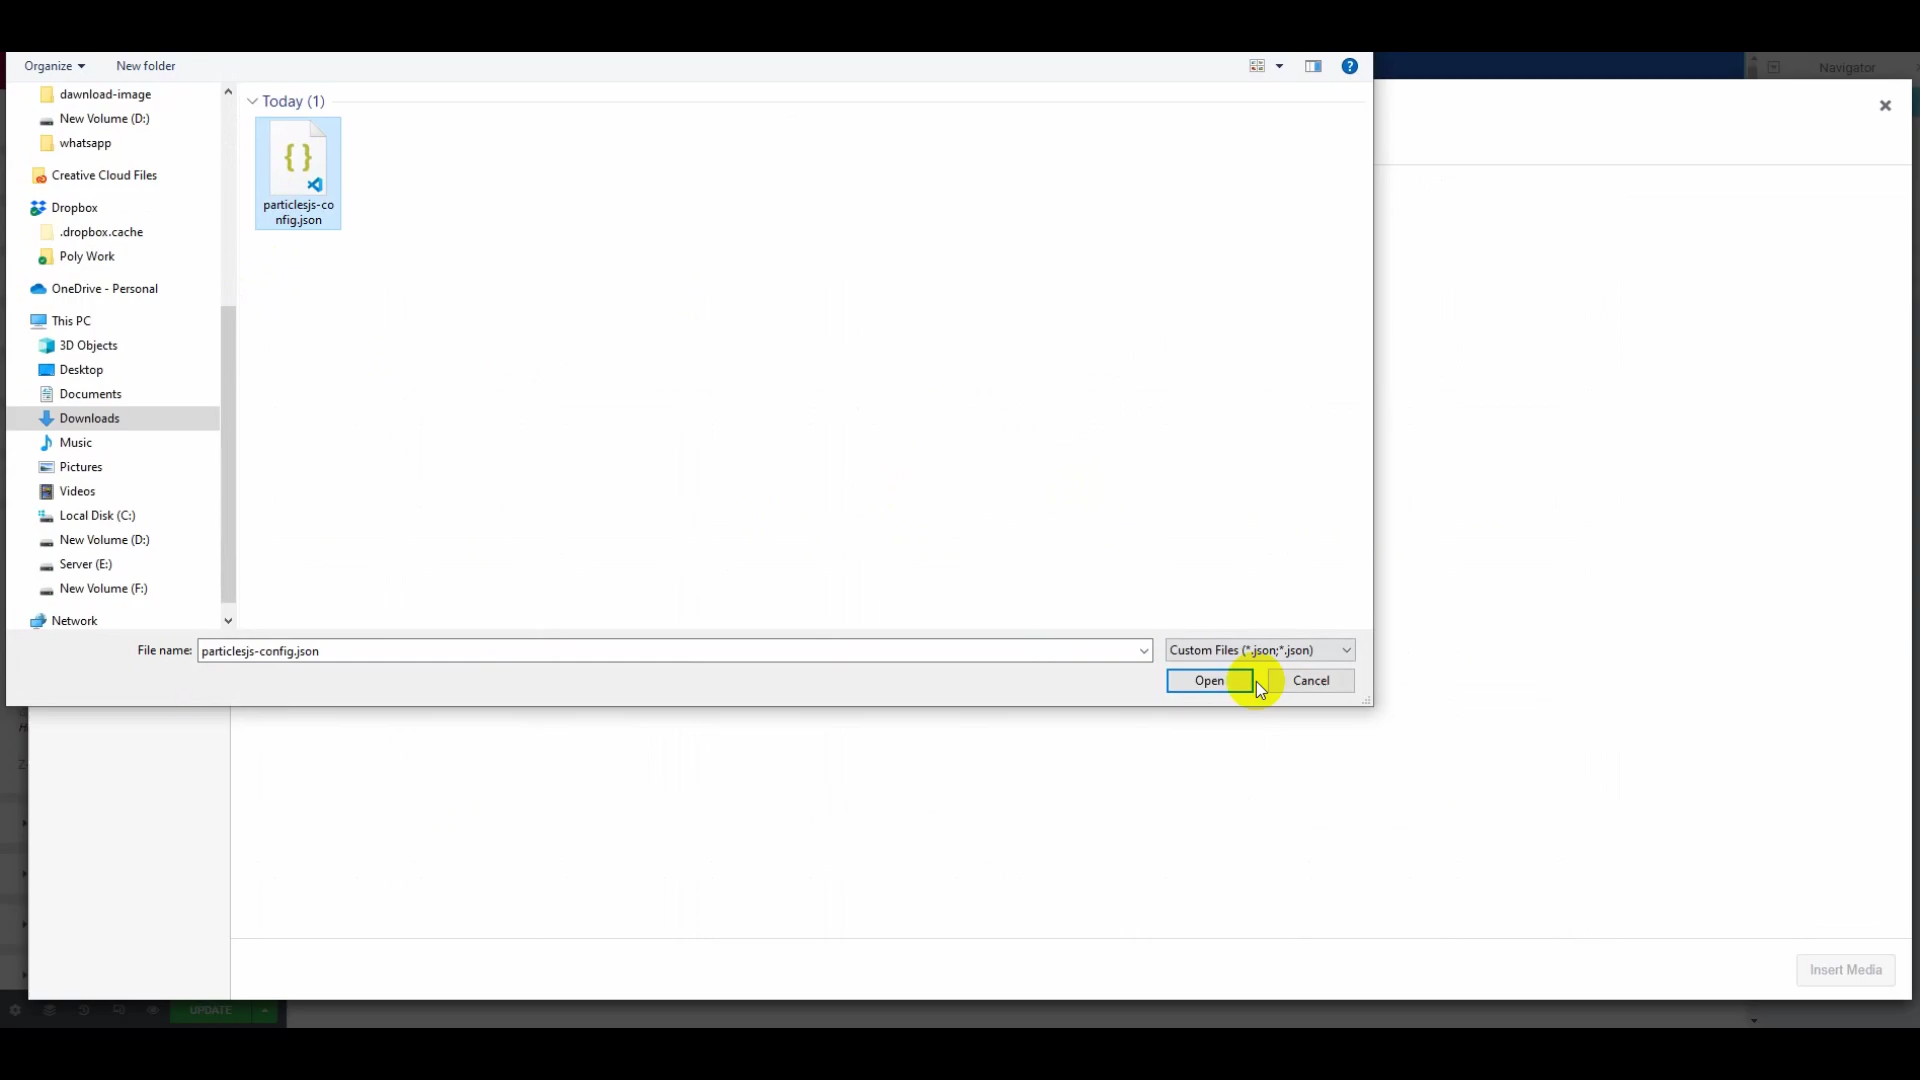 Organize
New folder
Navigator
dawnload-image
New Volume (D:)
whatsapp
Creative Cloud Files
Dropbox
.dropbox.cache
Poly Work
OneDrive - Personal
This PC
3D Objects
Desktop
Documents
Downloads
Music
Pictures
Videos
Local Disk (C:)
New Volume (D:)
Server (E:)
New Volume (F:)
Network
Today (1)
particlesjs-co
nfig.json
File name: particlesjs-config.json
Custom Files (*.json;*.json)
Open
Cancel
Insert Media
UPDATE